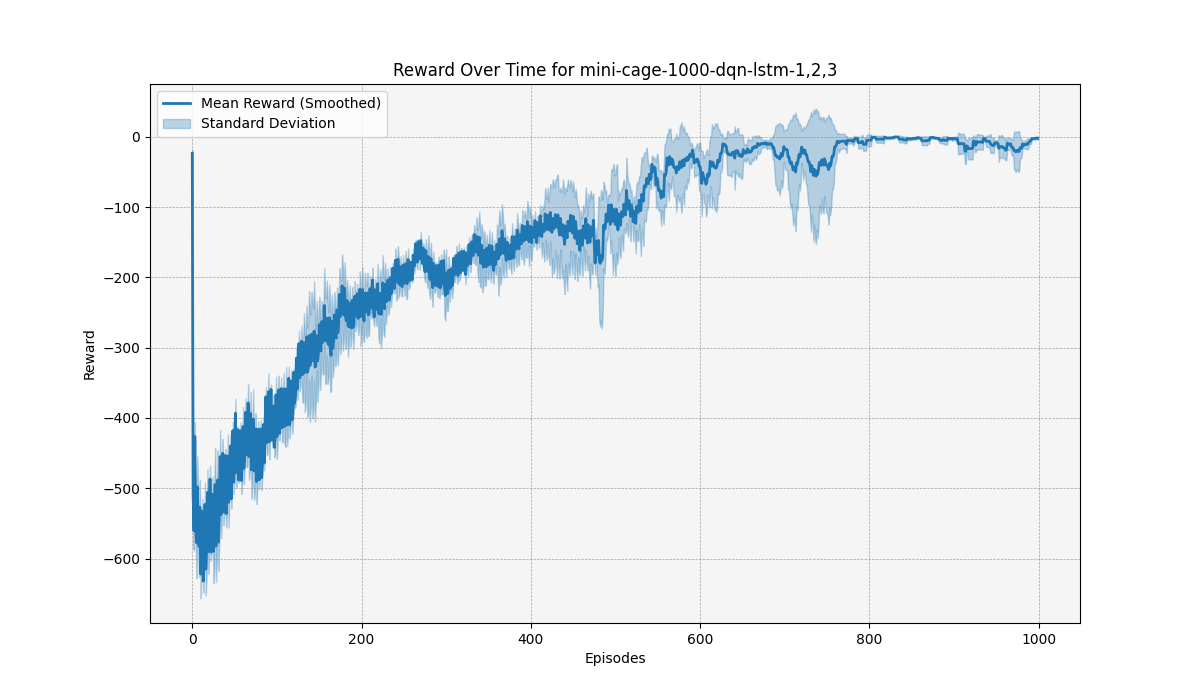 Reward Over Time for mini-cage-1000-dqn-lstm-1,2,3
Mean Reward (Smoothed)
Standard Deviation
0
−100
−200
−300
−400
−500
−600
Reward
0 200 400 600 800 1000
Episodes